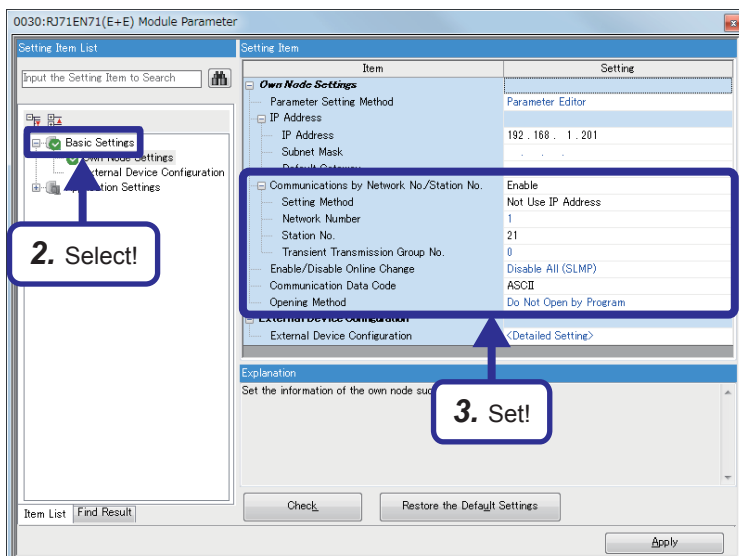 0030:RJ71EN71(E+E) Module Parameter
Setting Item List
Input the Setting Item to Search
Basic Settings
Own Node Settings
External Device Configuration
Application Settings
2. Select!
Item List
Find Result
Setting Item
Item Setting
Own Node Settings
Parameter Setting Method Parameter Editor
IP Address
IP Address 192 . 168 . 1 . 201
Subnet Mask . . .
Default Gateway
Communications by Network No./Station No. Enable
Setting Method Not Use IP Address
Network Number 1
Station No. 21
Transient Transmission Group No. 0
Enable/Disable Online Change Disable All (SLMP)
Communication Data Code ASCII
Opening Method Do Not Open by Program
External Device Configuration
External Device Configuration <Detailed Setting>
Explanation
Set the information of the own node suc
3. Set!
Check
Restore the Default Settings
Apply